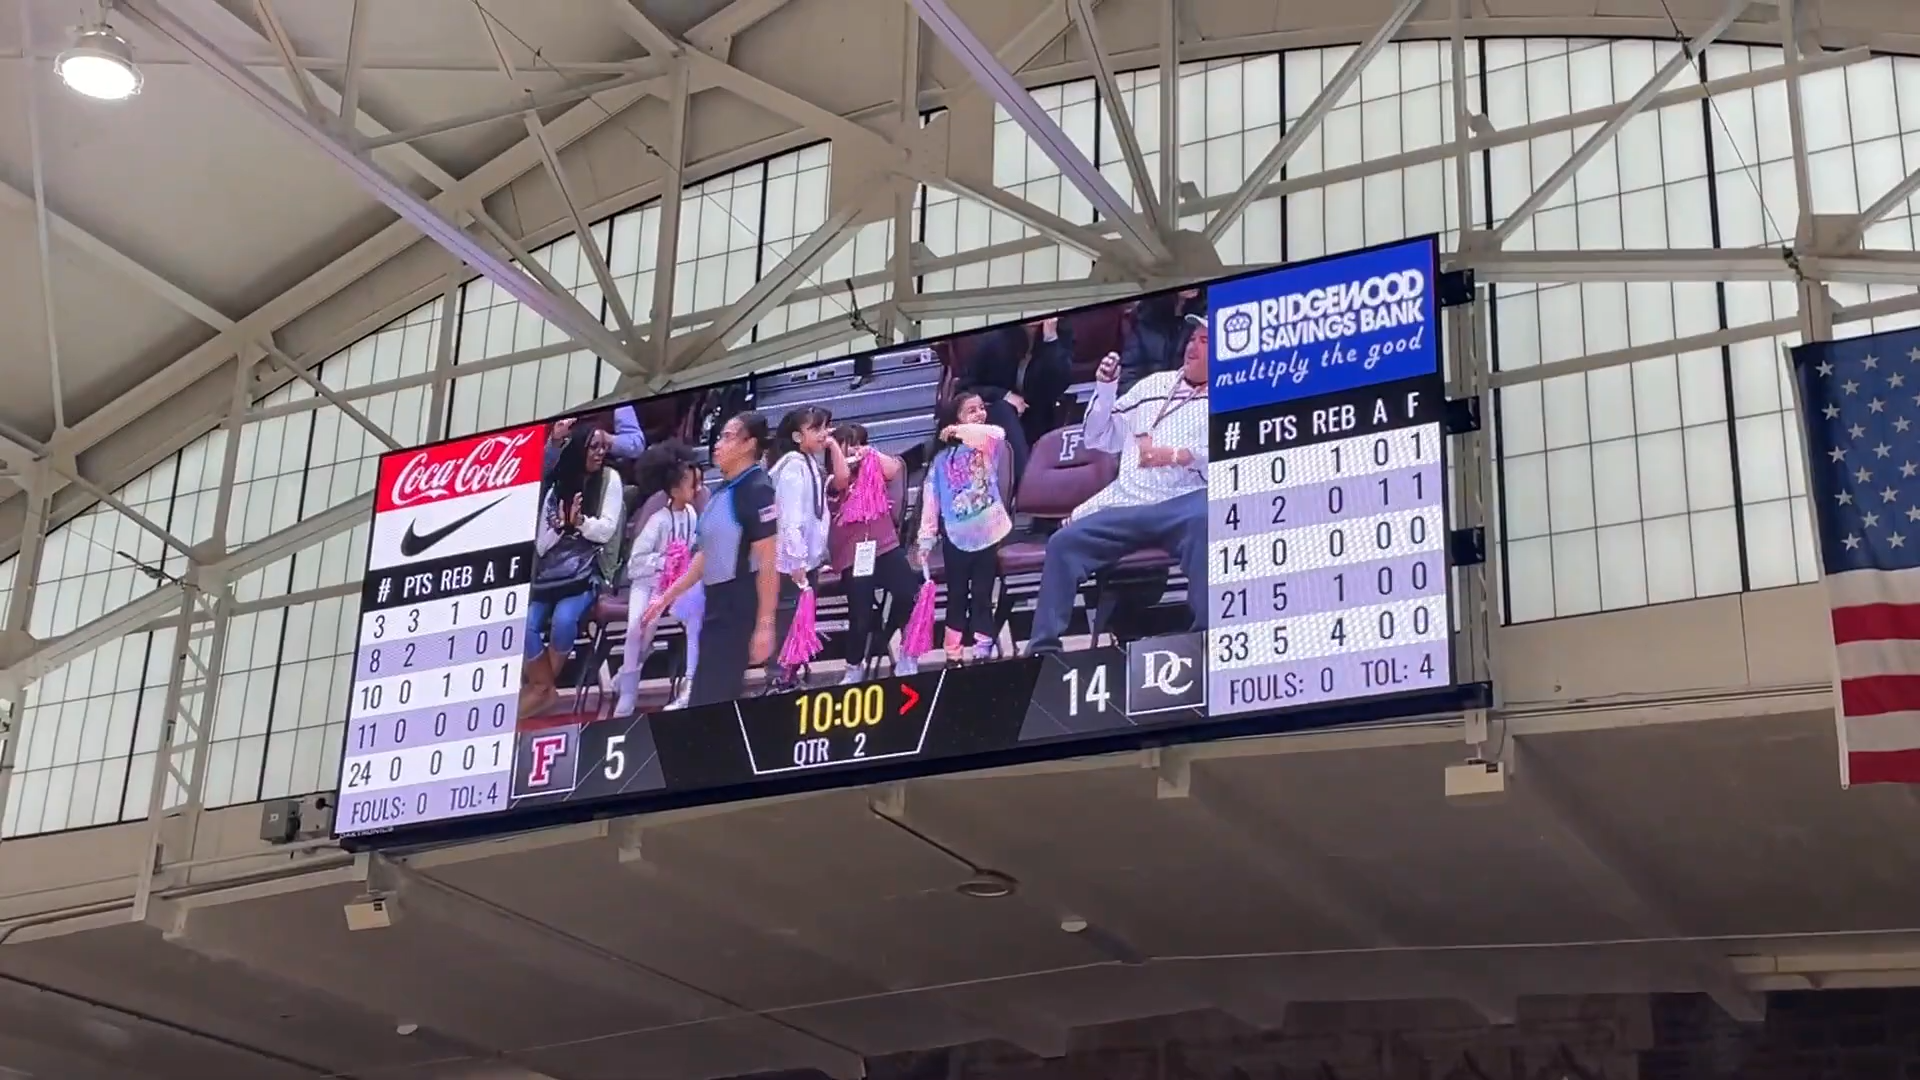 Coca-Cola
# PTS REB A F
3 3 1 0 0
8 2 1 0 0
10 0 1 0 1
11 0 0 0 0
24 0 0 0 1
FOULS: 0 TOL: 4
DAKTRONICS
F
F 5
10:00 >
QTR 2
14 DC
RIDGEWOOD
SAVINGS BANK
multiply the good
# PTS REB A F
1 0 1 0 1
4 2 0 1 1
14 0 0 0 0
21 5 1 0 0
33 5 4 0 0
FOULS: 0 TOL: 4